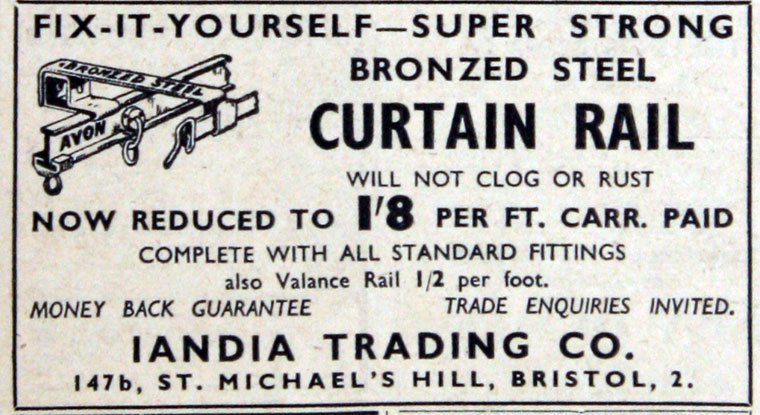 FIX-IT-YOURSELF—SUPER STRONG
BRONZED STEEL
BRONZED STEEL
AVON
CURTAIN RAIL
WILL NOT CLOG OR RUST
NOW REDUCED TO 1'8 PER FT. CARR. PAID
COMPLETE WITH ALL STANDARD FITTINGS
also Valance Rail 1/2 per foot.
MONEY BACK GUARANTEE TRADE ENQUIRIES INVITED.
IANDIA TRADING CO.
147b, ST. MICHAEL'S HILL, BRISTOL, 2.